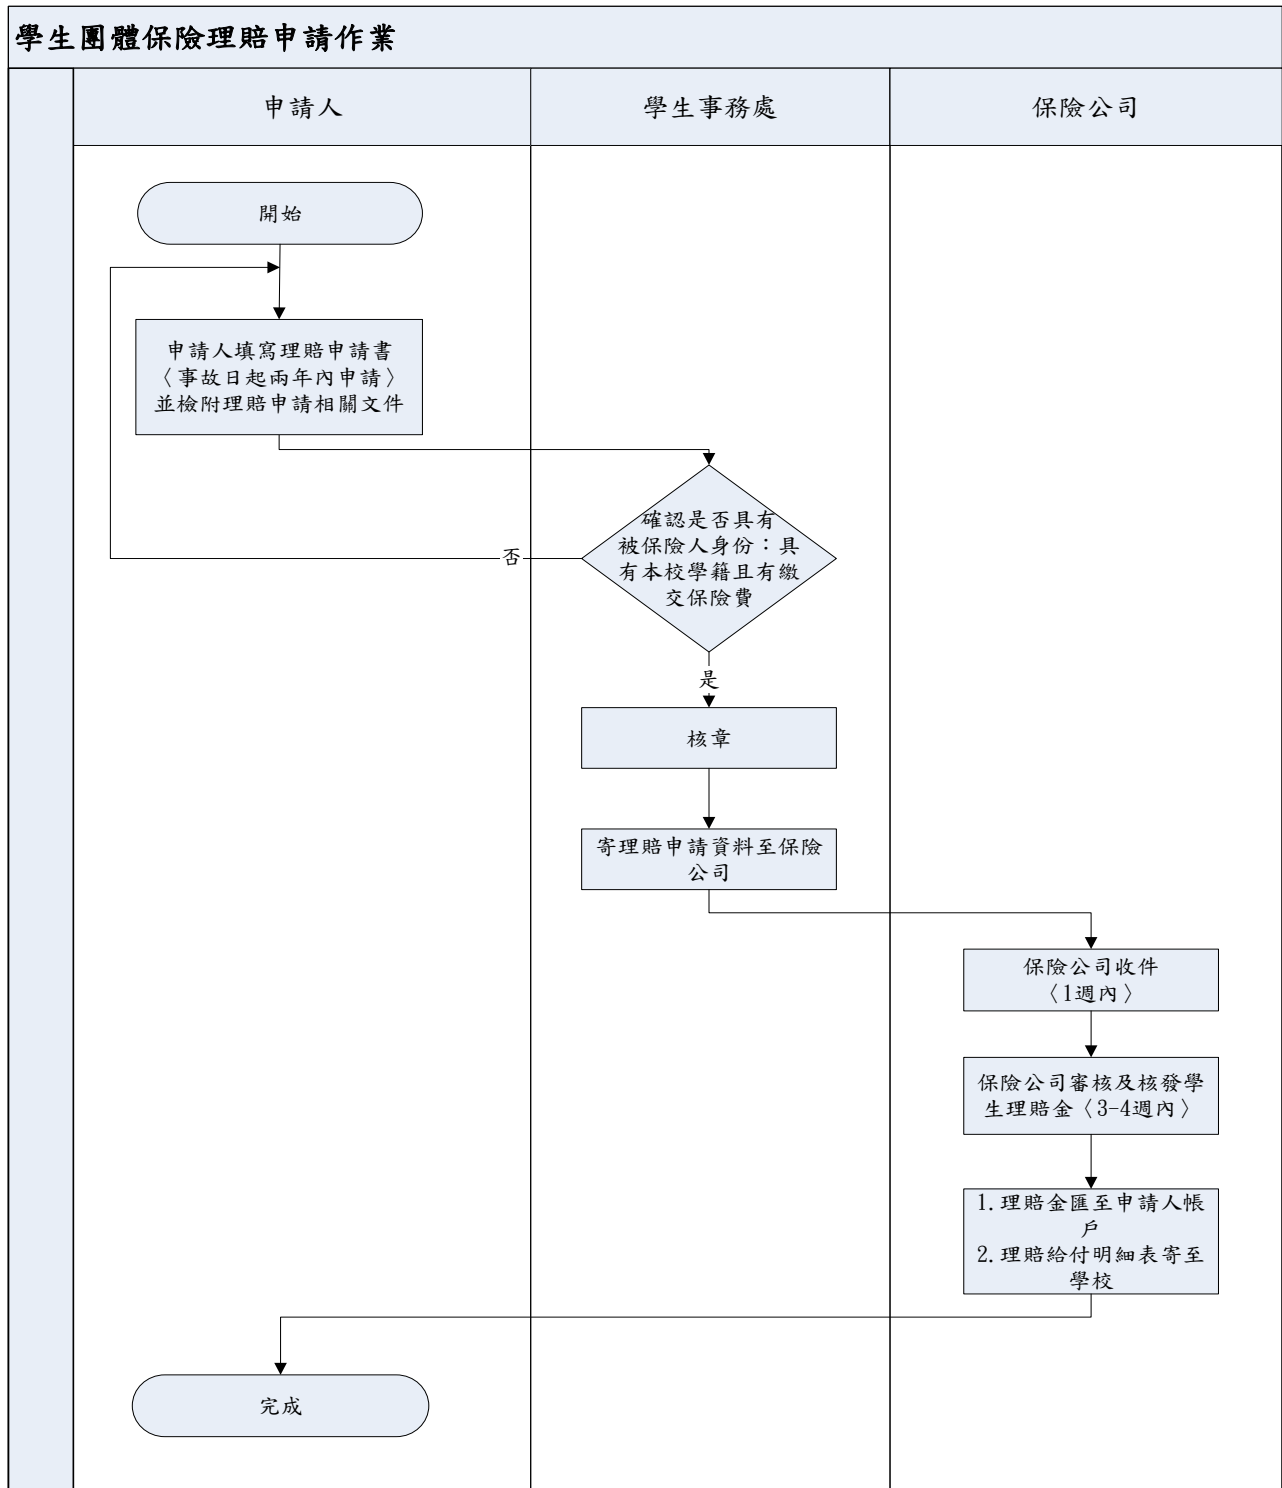 學生團體保險理賠申請作業
申請人
學生事務處
保險公司
開始
申請人填寫理賠申請書
〈事故日起兩年內申請〉
並檢附理賠申請相關文件
確認是否具有
被保險人身份：具
有本校學籍且有繳
交保險費
否
是
核章
寄理賠申請資料至保險
公司
保險公司收件
〈1週內〉
保險公司審核及核發學
生理賠金〈3-4週內〉
1.理賠金匯至申請人帳
戶
2.理賠給付明細表寄至
學校
完成